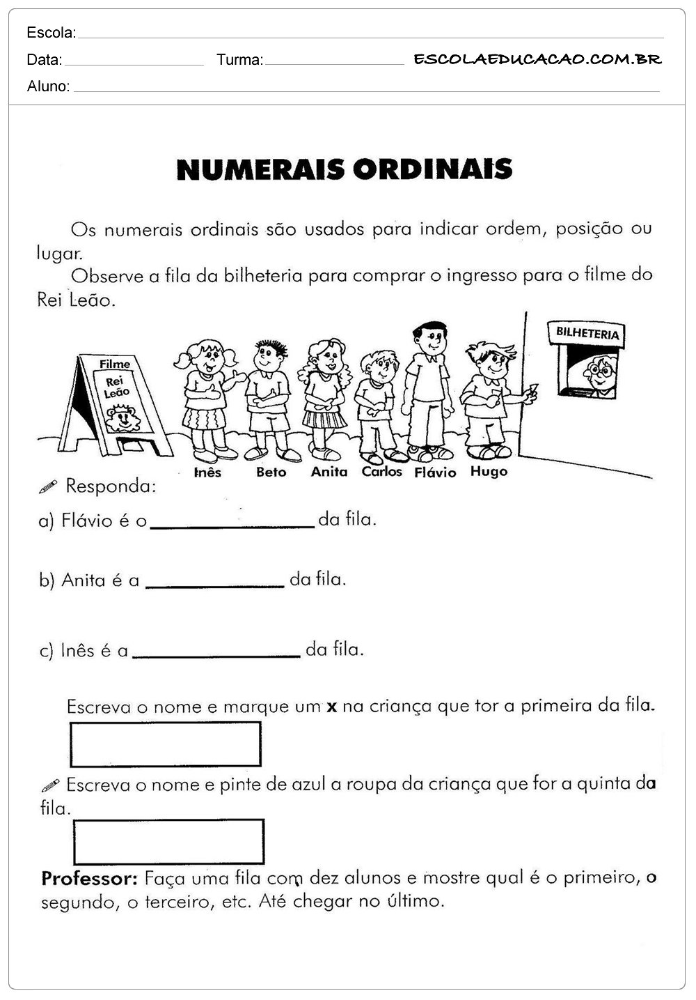 Escola:
Data: Turma: ESCOLAEDUCACAO.COM.BR
Aluno:
NUMERAIS ORDINAIS
Os numerais ordinais são usados para indicar ordem, posição ou
lugar.
Observe a fila da bilheteria para comprar o ingresso para o filme do
Rei Leão.
BILHETERIA
Filme
Rei
Leão
Inês Beto Anita Carlos Flávio Hugo
Responda:
a) Flávio é o da fila.
b) Anita é a da fila.
c) Inês é a da fila.
Escreva o nome e marque um x na criança que tor a primeira da fila.
Escreva o nome e pinte de azul a roupa da criança que for a quinta da
fila.
Professor: Faça uma fila com dez alunos e mostre qual é o primeiro, o
segundo, o terceiro, etc. Até chegar no último.